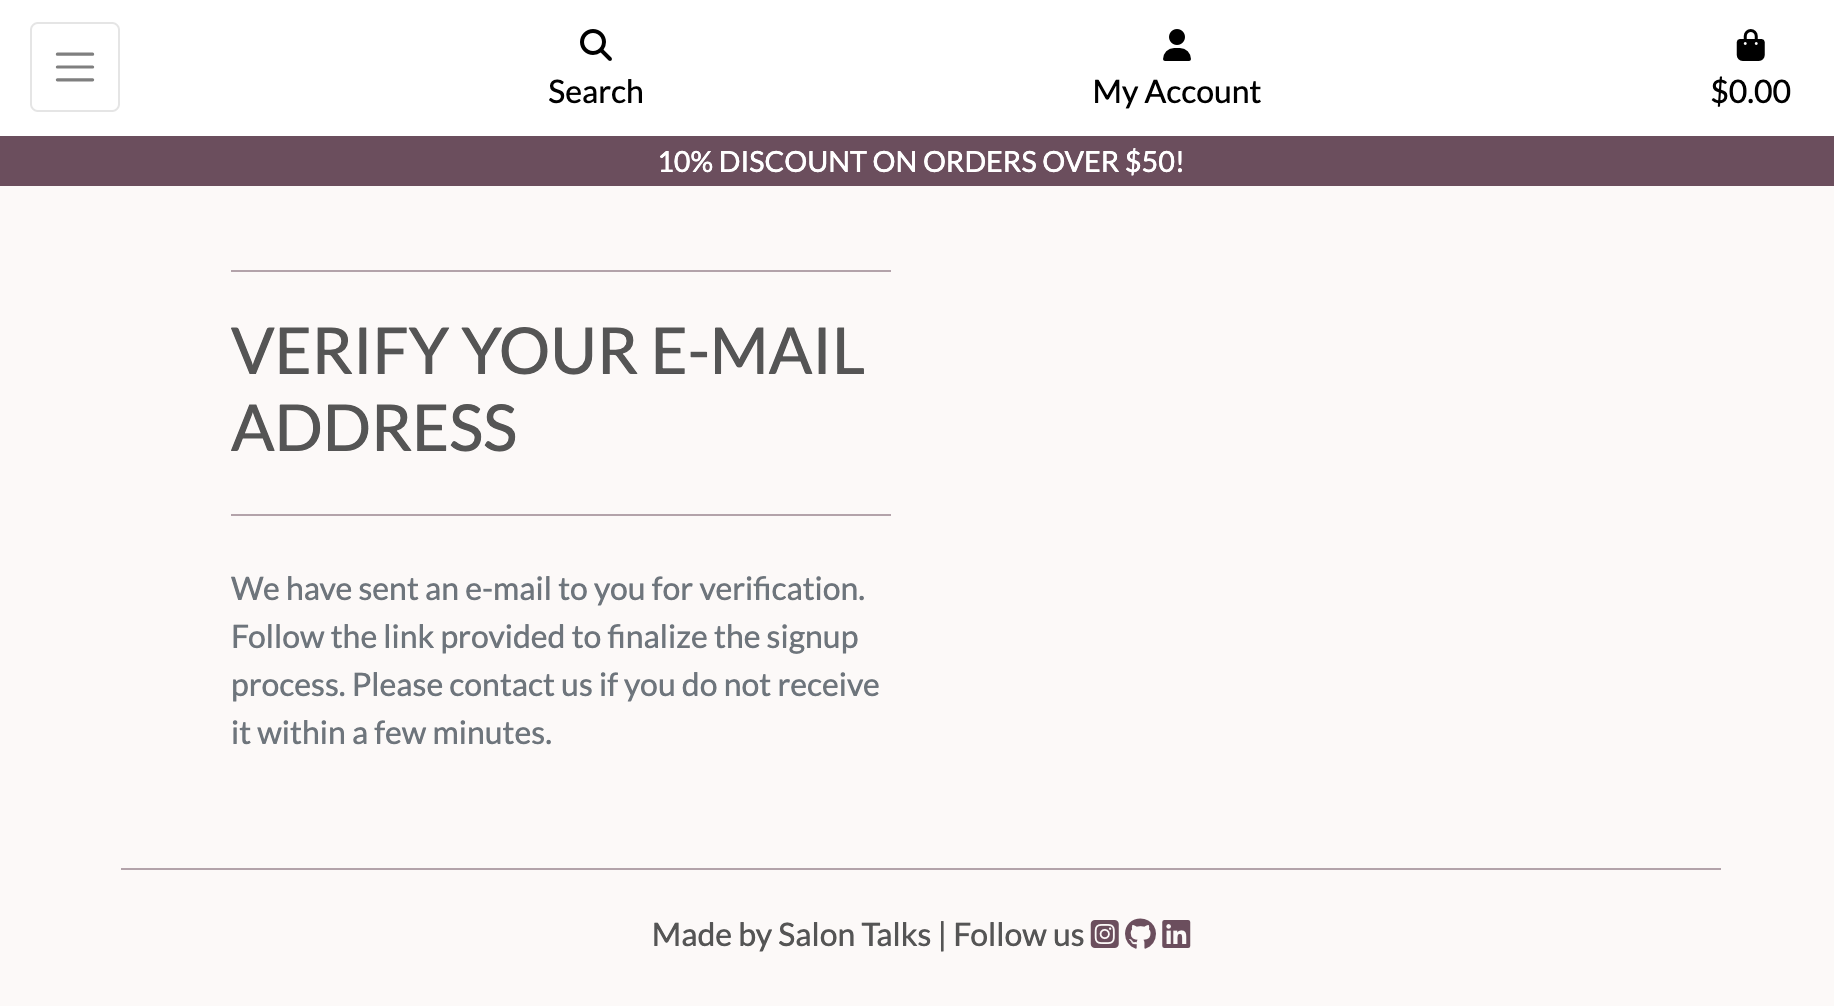 Search
My Account
$0.00
10% DISCOUNT ON ORDERS OVER $50!
VERIFY YOUR E-MAIL
ADDRESS
We have sent an e-mail to you for verification.
Follow the link provided to finalize the signup
process. Please contact us if you do not receive
it within a few minutes.
Made by Salon Talks | Follow us